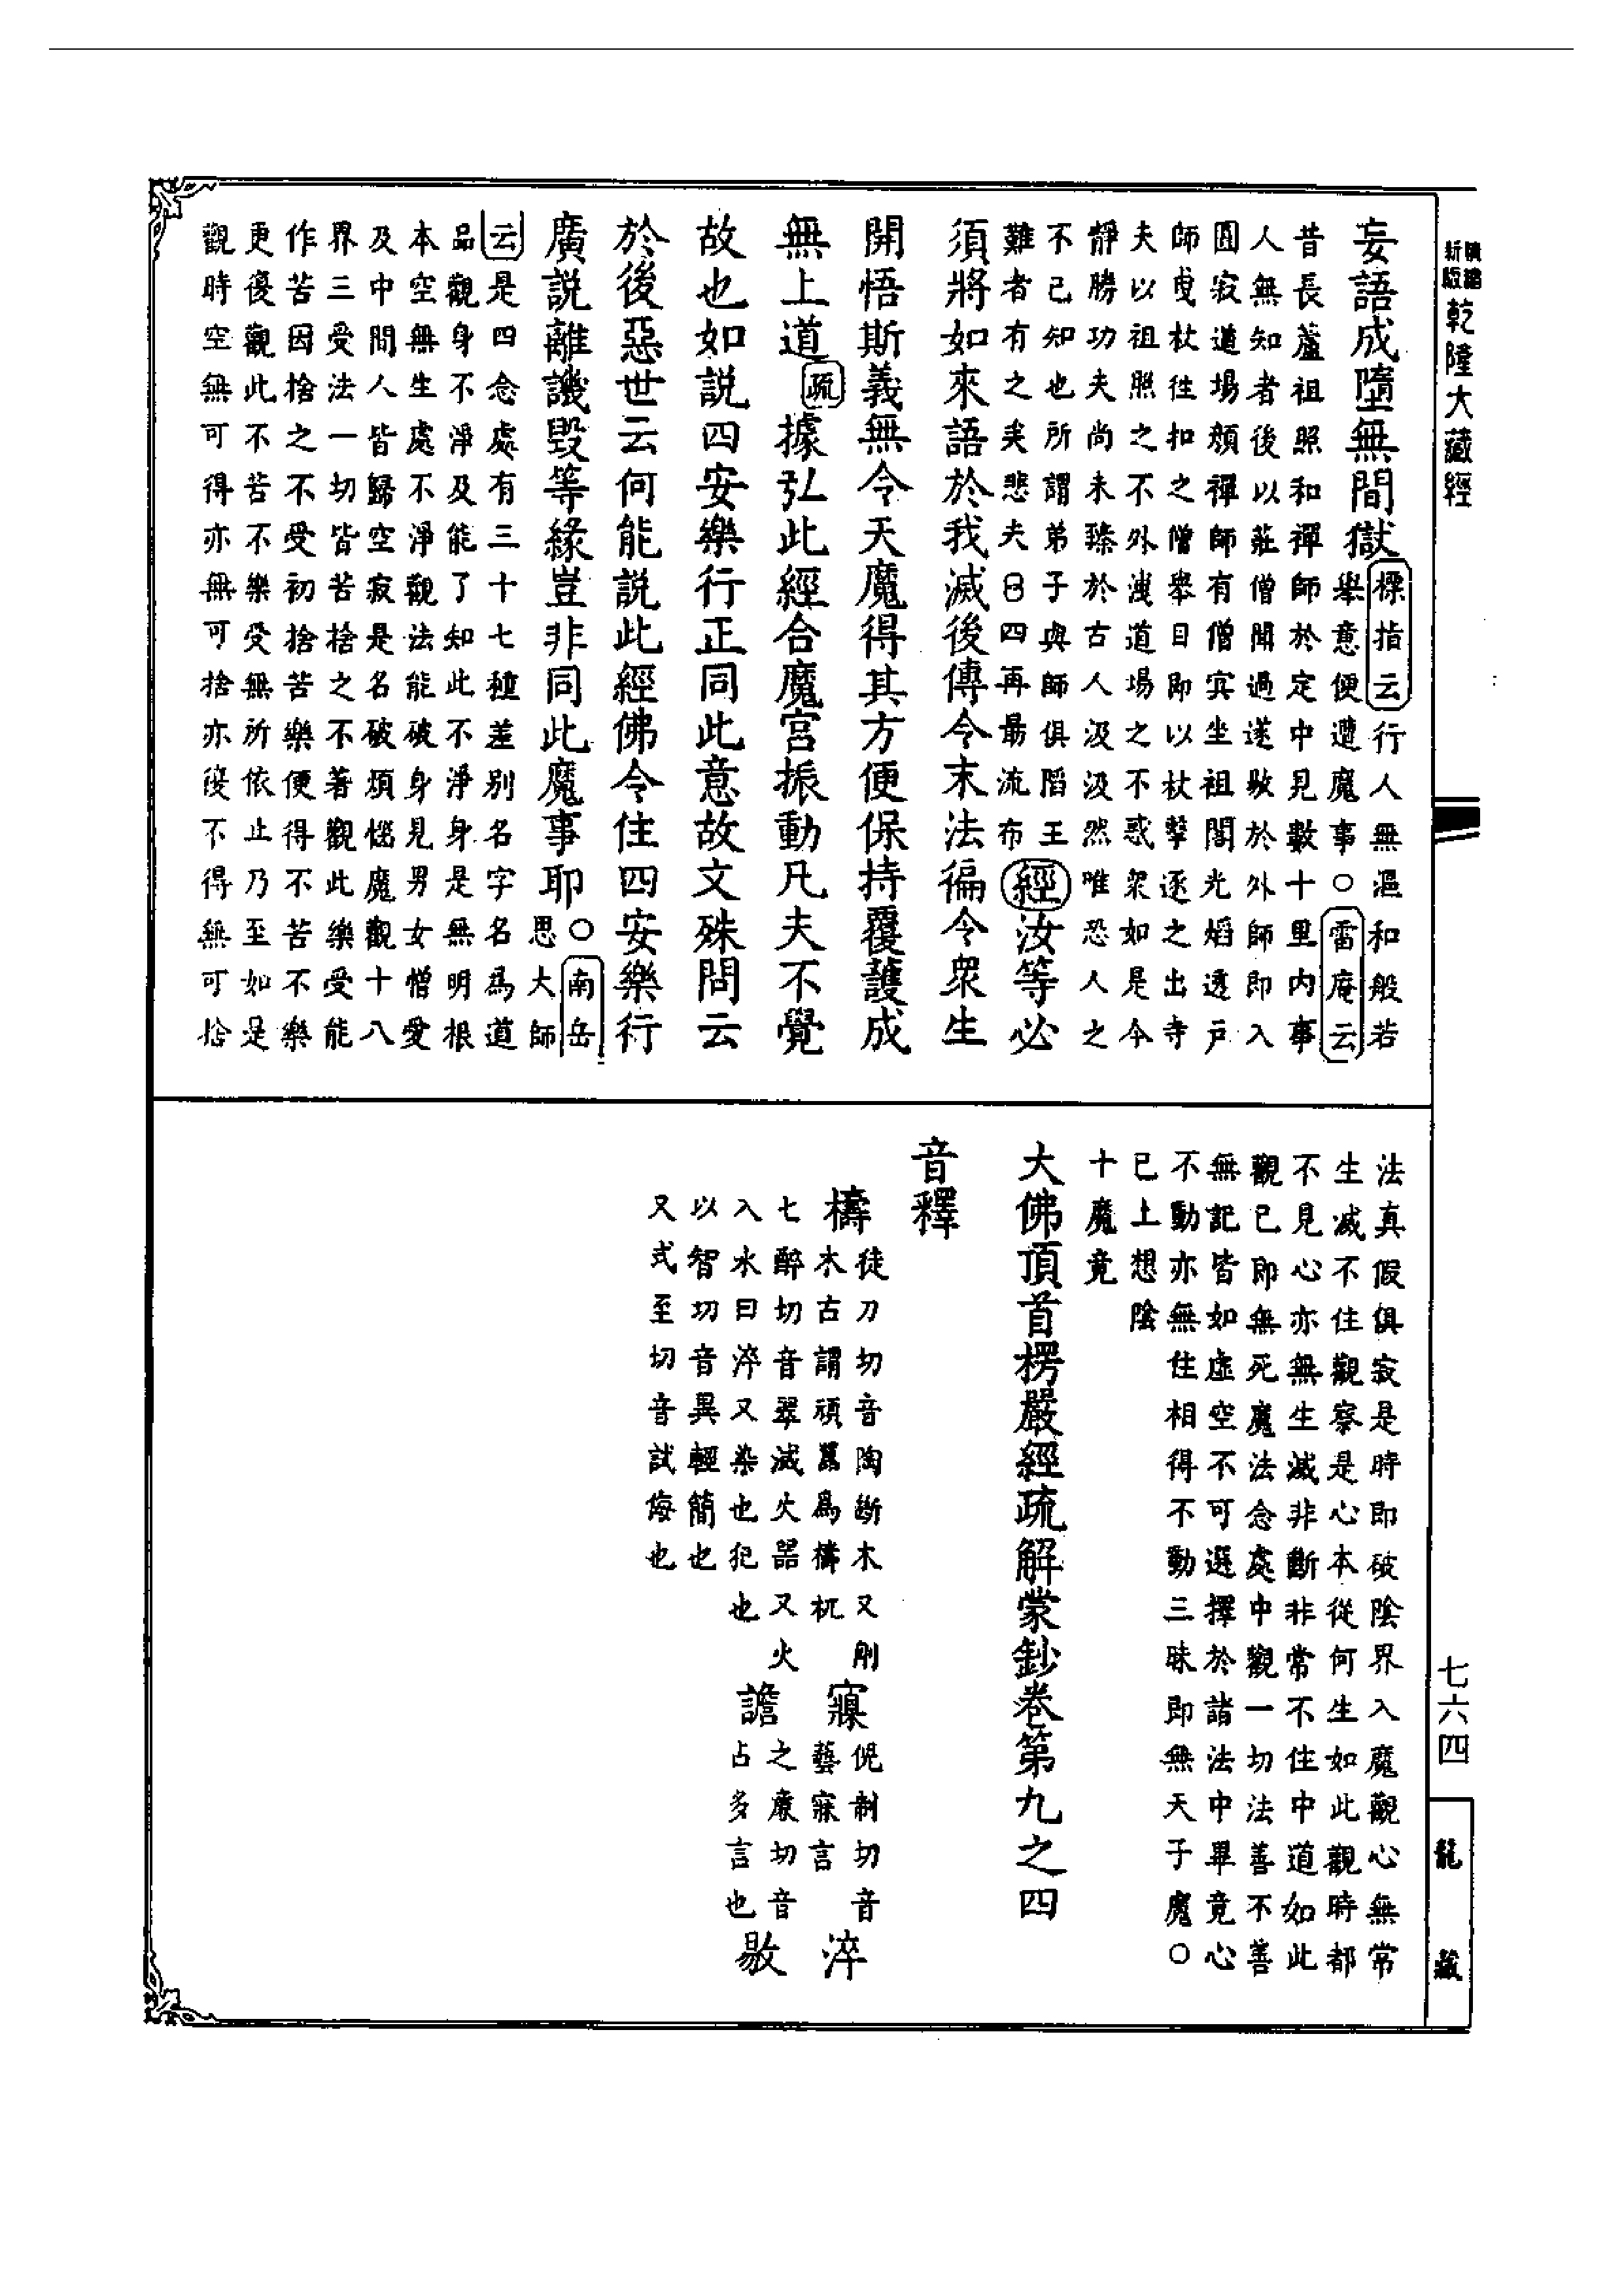 新版
乾隆大藏經
妄語成墮無間獄
標指云行人無漚和般若
舉意便遭魔事○雷庵云
昔長蘆祖照和禪師於定中見數十里内事
人無知者後以莊僧開過遂敗於外師即入
圓寂道場頗禪師有僧賓坐祖閣光熖透戸
師曳杖徃扣之僧舉目即以杖擊逐之出寺
夫以祖照之不外洩道場之不惑衆如是今
靜勝功夫尚未臻於古人汲汲然唯恐人之
不己知也所謂弟子與師俱䧟王
難者有之矣悲夫㘝四再最流布
經汝等必
須將如來語於我滅後傳令末法徧令衆生
開悟斯義無令天魔得其方便保持覆護成
無上道疏據弘此經合魔宮振動凡夫不覺
故也如説四安樂行正同此意故文殊問云
於後惡世云何能説此經佛令住四安樂行
廣説離譏毀等緣豈非同此魔事耶
○南岳
思大師
云是四念處有三十七種差别名字名爲道
品觀身不淨及能了知此不淨身是無明根
本空無生處不淨觀法能破身見男女憎愛
及中間人皆歸空寂是名破煩惱魔觀十八
界三受法一切皆苦捨之不著觀此樂受能
作苦因捨之不受初捨苦樂便得不苦不樂
更復觀此不苦不樂受無所依止乃至如是
觀時空無可得亦無可捨亦復不得無可捨
法真假俱寂是時即破陰界入魔觀心無常
生滅不住觀察是心本從何生如此觀時都
不見心亦無生滅非斷非常不住中道如此
觀已即無死魔法念處中觀一切法善不善
無記皆如虚空不可選擇於諸法中畢竟心
不動亦無住相得不動三昧即無天子魔○
已上想陰
十魔竟
大佛頂首楞嚴經疏解蒙鈔卷第九之四
音釋
檮
徒刀切音陶斷木又剛
木古謂頑嚚爲檮杌
寱
倪制切音
藝寐言
淬
七醉切音翠滅火器又火
入水曰淬又染也犯也
譫
之廉切音
占多言也
敡
以智切音異輕簡也
又式至切音試侮也
七六四
龍藏